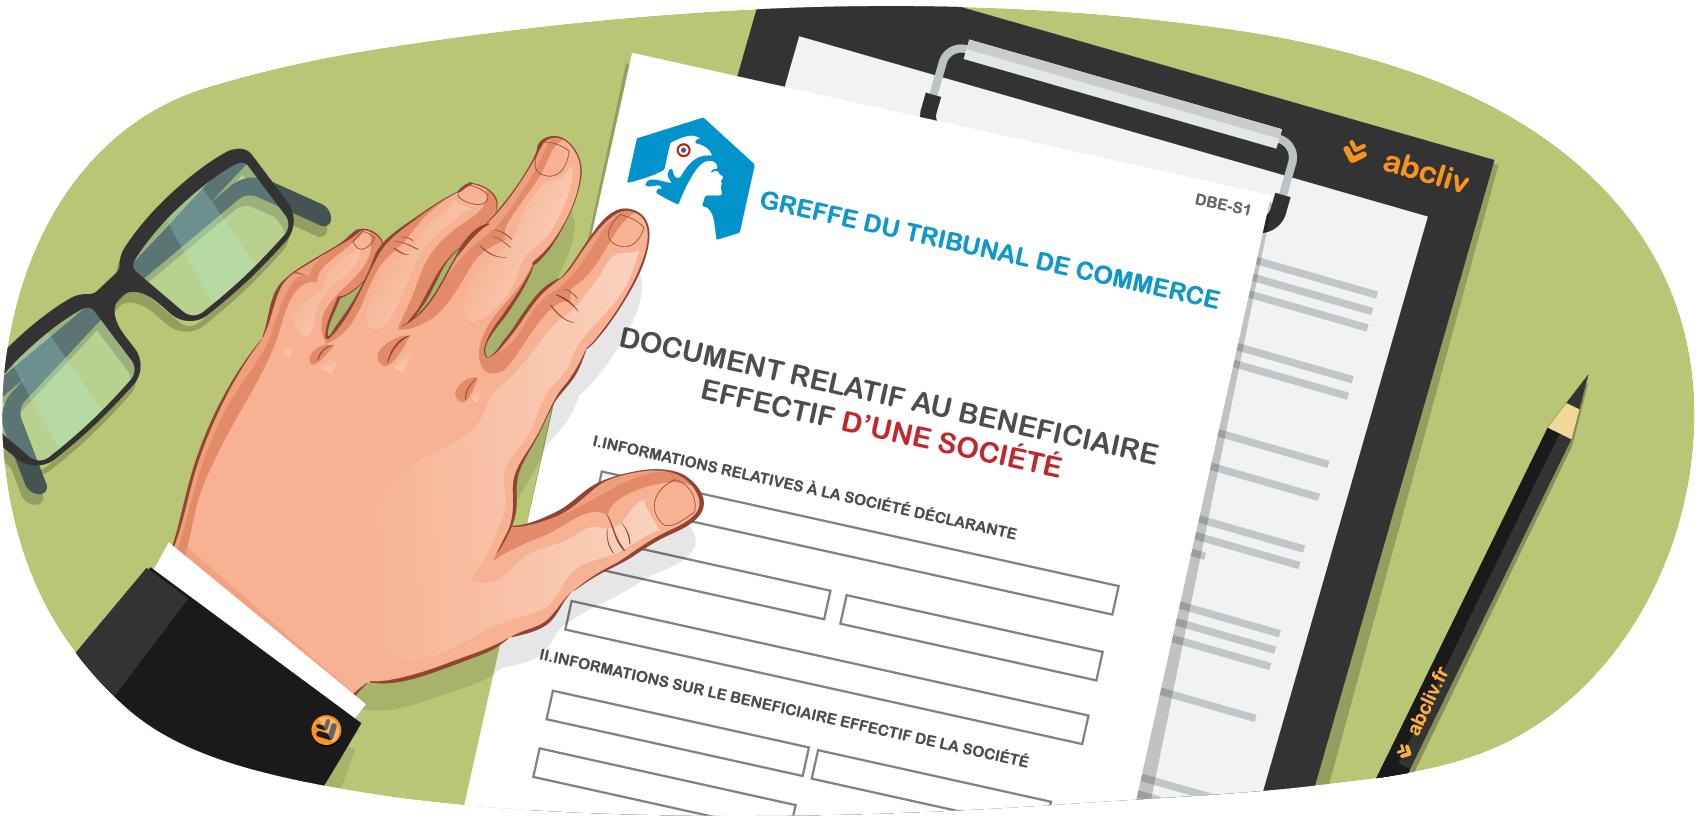 abcliv
DBE-S1
GREFFE DU TRIBUNAL DE COMMERCE
DOCUMENT RELATIF AU BENEFICIAIRE
EFFECTIF D’UNE SOCIÉTÉ
I.INFORMATIONS RELATIVES À LA SOCIÉTÉ DÉCLARANTE
II.INFORMATIONS SUR LE BENEFICIAIRE EFFECTIF DE LA SOCIÉTÉ
abcliv.fr